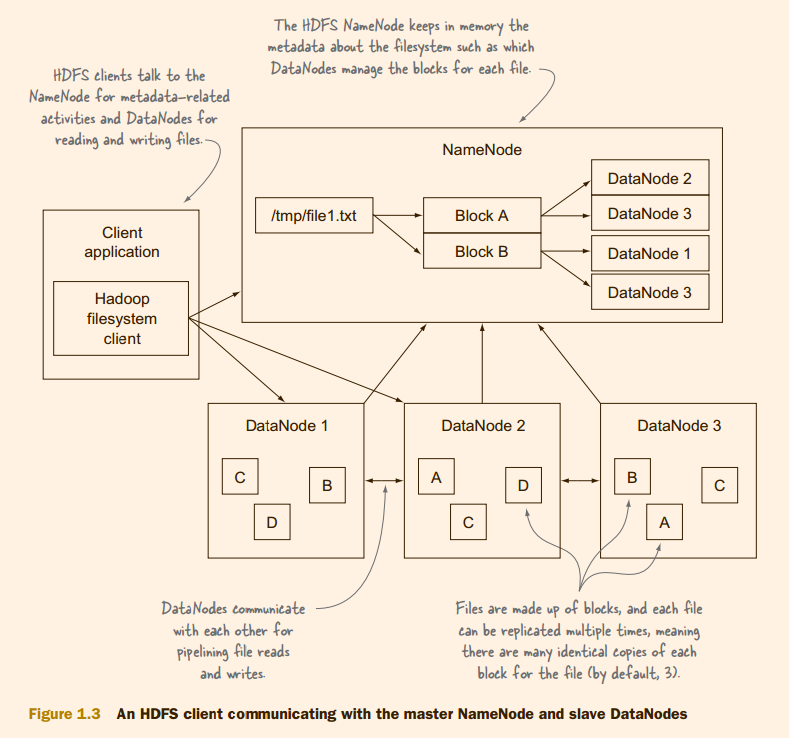 The HDFS NameNode keeps in memory the
metadata about the filesystem such as which
DataNodes manage the blocks for each file.
HDFS clients talk to the
NameNode for metadata-related
activities and DataNodes for
reading and writing files.
NameNode
/tmp/file1.txt
Block A
Block B
DataNode 2
DataNode 3
DataNode 1
DataNode 3
Client
application
Hadoop
filesystem
client
DataNode 1
C
B
D
DataNode 2
A
D
C
DataNode 3
B
C
A
DataNodes communicate
with each other for
pipelining file reads
and writes.
Files are made up of blocks, and each file
can be replicated multiple times, meaning
there are many identical copies of each
block for the file (by default, 3).
Figure 1.3 An HDFS client communicating with the master NameNode and slave DataNodes